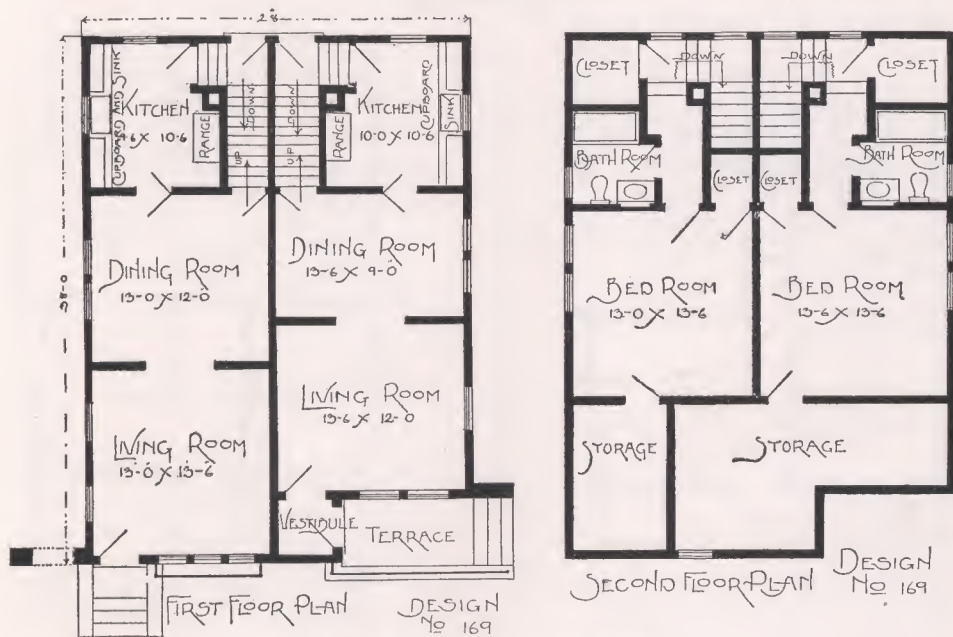 28
38-0
CUPBOARD AND SINK
KITCHEN
10-6
RANGE
DOWN
UP
DOWN
UP
RANGE
KITCHEN
10-0 X 10-6
CUPBOARD
SINK
DINING ROOM
13-0 X 12-0
DINING ROOM
13-6 X 9-0
LIVING ROOM
13-0 X 13-6
LIVING ROOM
13-6 X 12-0
VESTIBULE
TERRACE
FIRST FLOOR PLAN
DESIGN
NO 169
CLOSET
DOWN
DOWN
CLOSET
BATH ROOM
CLOSET
CLOSET
BATH ROOM
BED ROOM
13-0 X 13-6
BED ROOM
13-6 X 13-6
STORAGE
STORAGE
SECOND FLOOR PLAN
DESIGN
NO 169